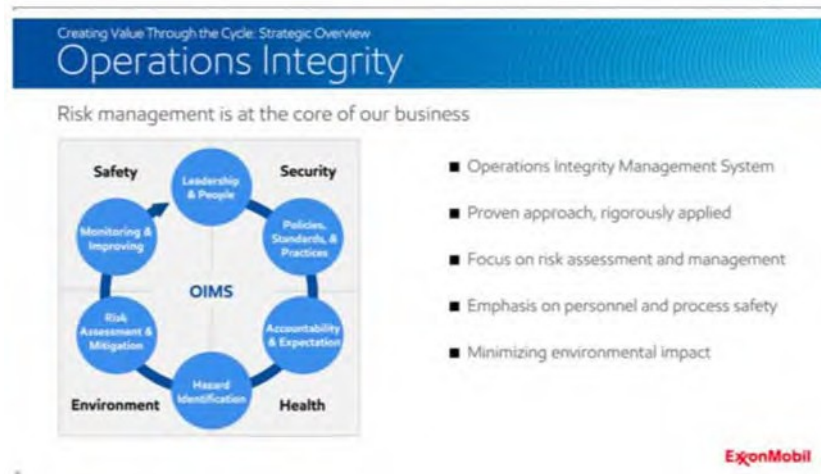 Creating Value Through the Cycle: Strategic Overview
Operations Integrity
Risk management is at the core of our business
Safety
Security
Leadership
& People
Policies,
Standards, &
Practices
Accountability
& Expectation
Hazard
Identification
Risk
Assessment &
Mitigation
Monitoring &
Improving
OIMS
Environment
Health
■ Operations Integrity Management System
■ Proven approach, rigorously applied
■ Focus on risk assessment and management
■ Emphasis on personnel and process safety
■ Minimizing environmental impact
ExxonMobil